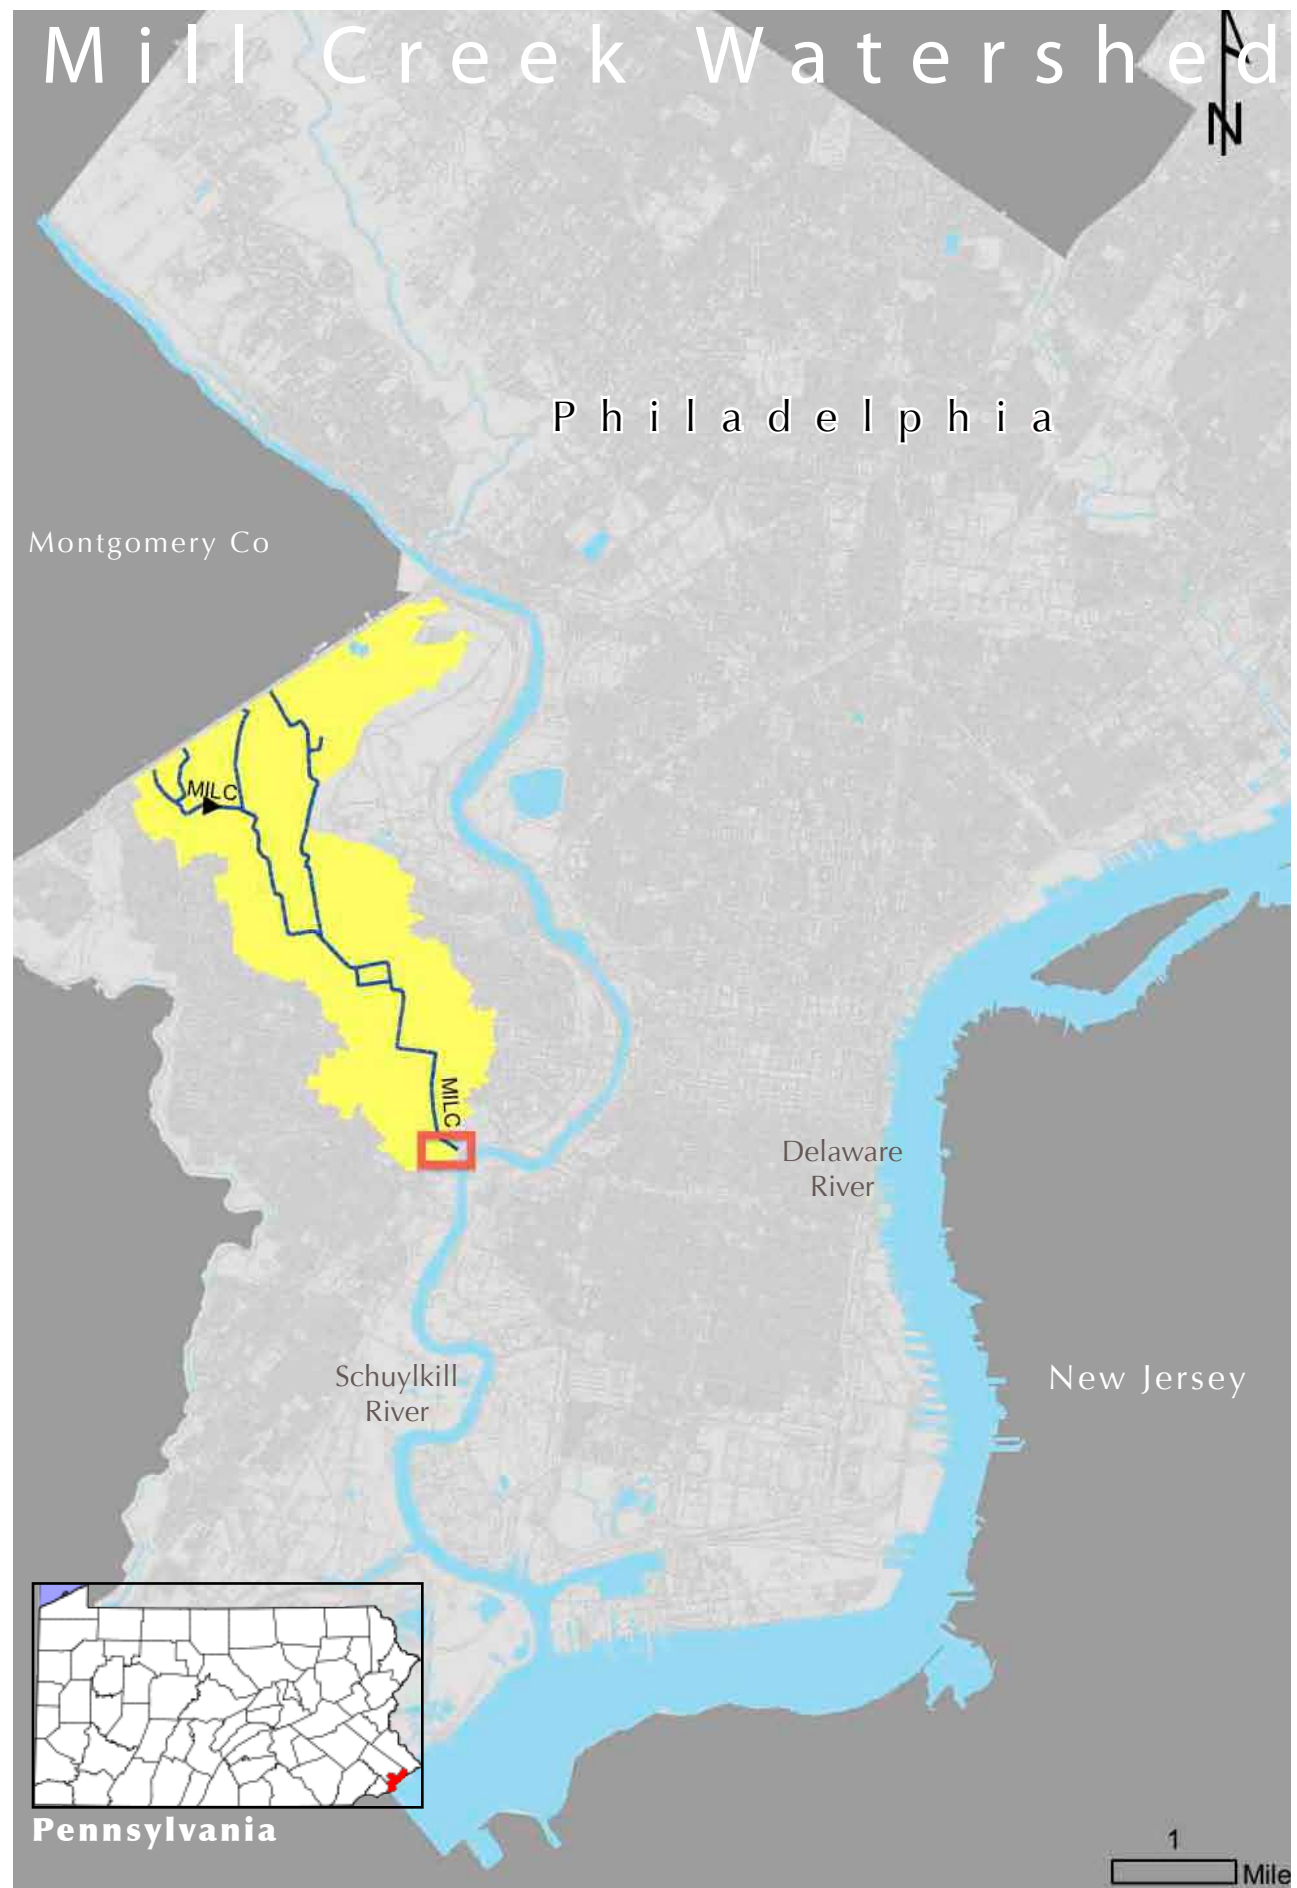 Mill Creek Watershed
N
Philadelphia
Montgomery Co
MILC
MILC
Delaware
River
Schuylkill
River
New Jersey
Pennsylvania
1
Mile